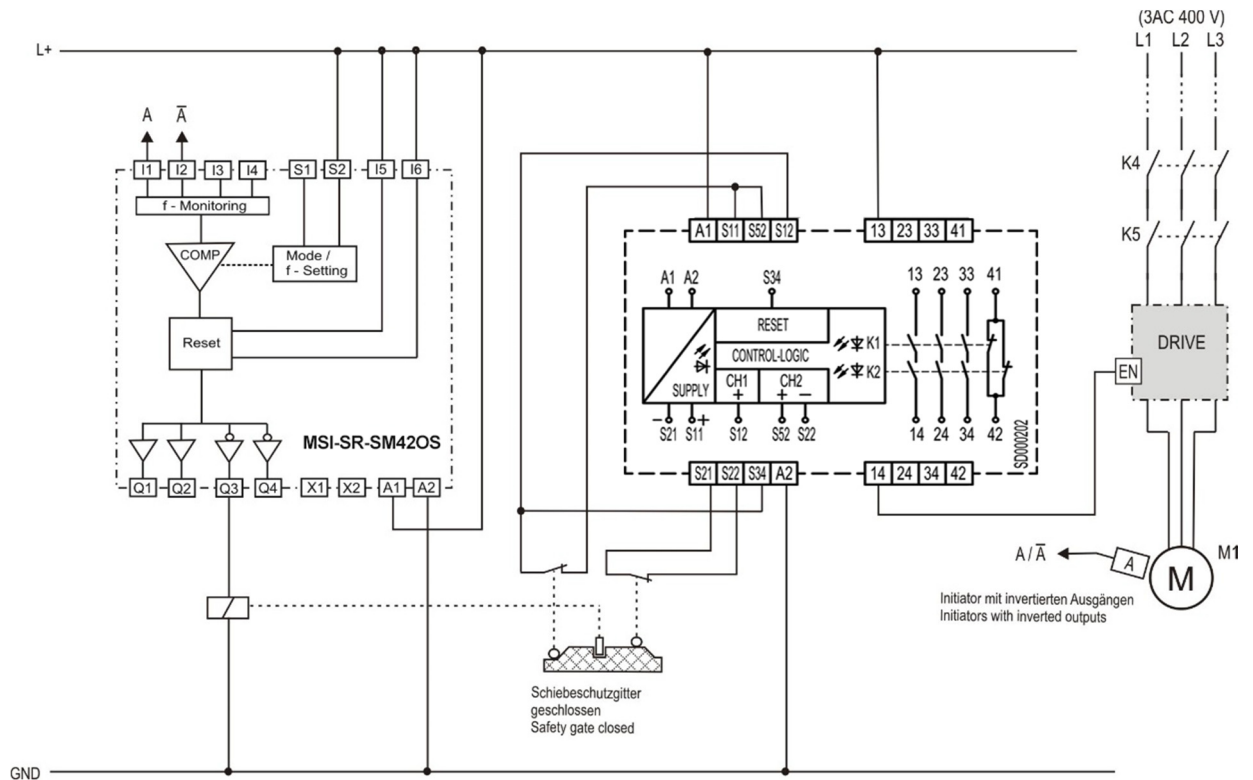 (3AC 400 V)
L1 L2 L3
L+
A Ā
I1 I2 I3 I4 S1 S2 I5 I6
f - Monitoring
COMP
Mode /
f - Setting
Reset
MSI-SR-SM42OS
Q1 Q2 Q3 Q4 X1 X2 A1 A2
A1 S11 S52 S12
13 23 33 41
A1 A2 S34
13 23 33 41
RESET
CONTROL-LOGIC
K1
K2
SUPPLY
CH1
+
CH2
+ −
− +
S21 S11 S12 S52 S22
14 24 34 42
SD000202
S21 S22 S34 A2
14 24 34 42
K4
K5
DRIVE
EN
A / Ā
A
M
M1
Initiator mit invertierten Ausgängen
Initiators with inverted outputs
Schiebeschutzgitter
geschlossen
Safety gate closed
GND